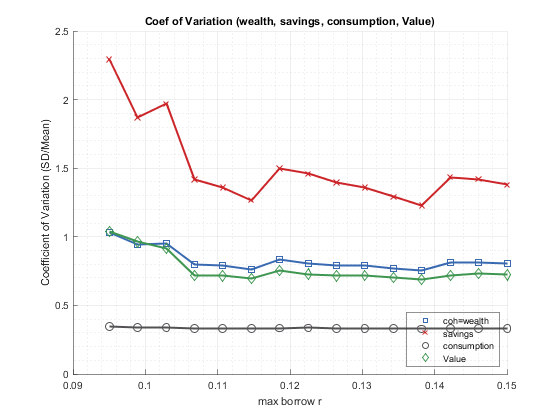 Coef of Variation (wealth, savings, consumption, Value)
Coefficient of Variation (SD/Mean)
2.5
2
1.5
1
0.5
0
0.09
0.1
0.11
0.12
0.13
0.14
0.15
max borrow r
coh=wealth
savings
consumption
Value